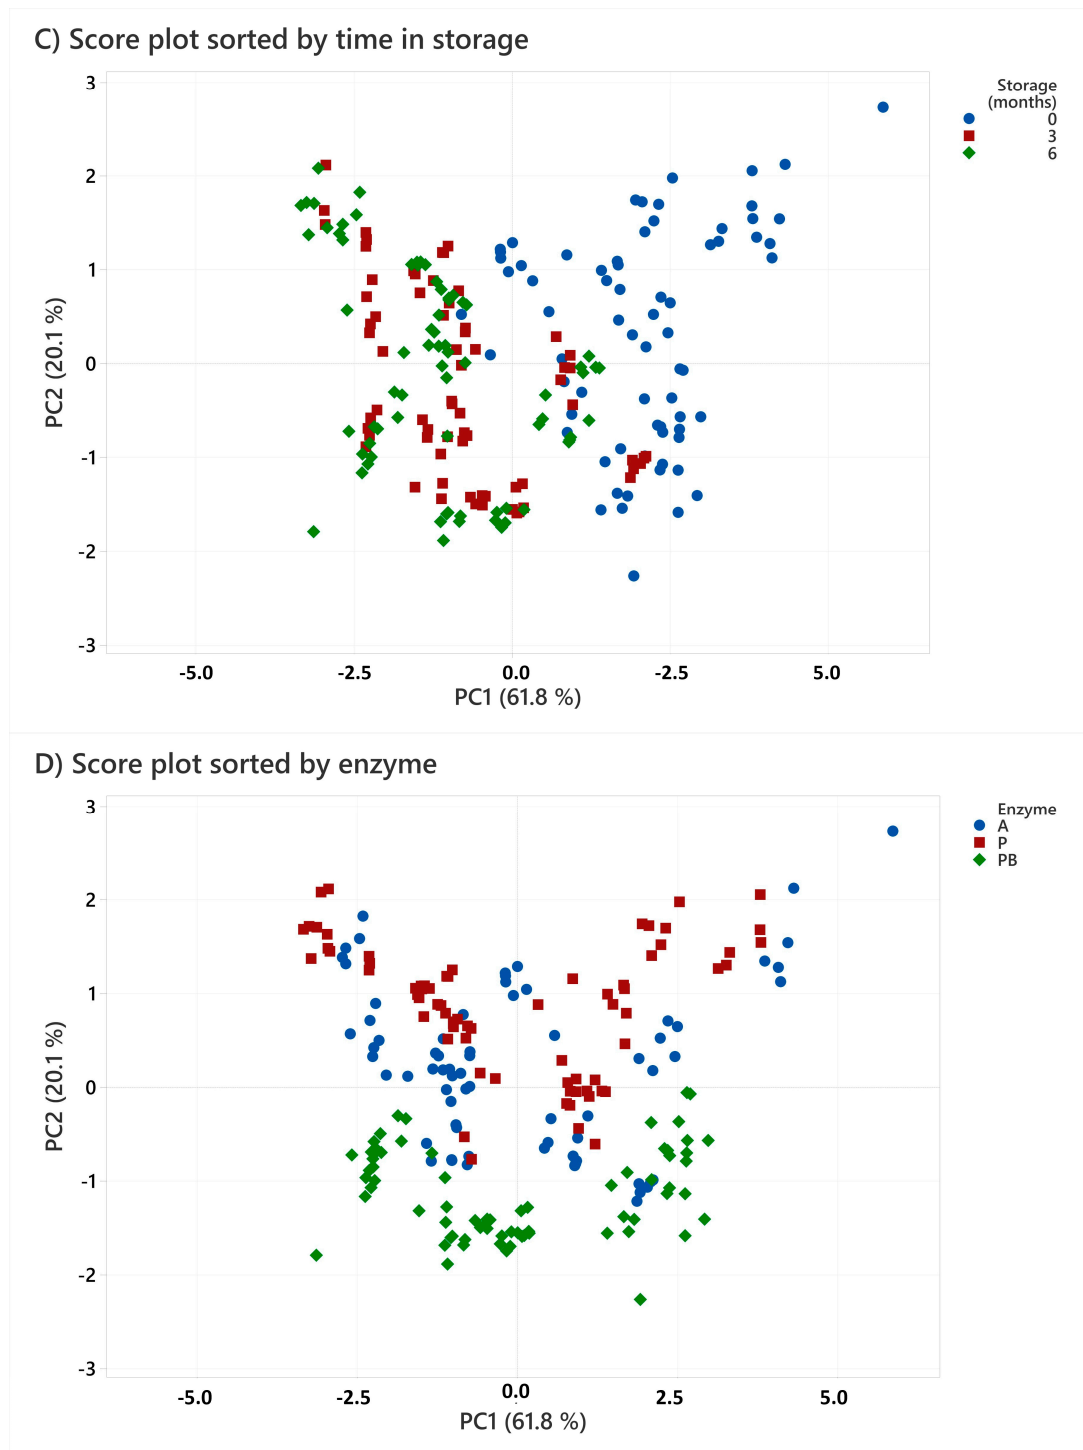 C) Score plot sorted by time in storage
Storage
(months)
0
3
6
3
2
1
0
-1
-2
-3
PC2 (20.1 %)
-5.0 -2.5 0.0 -2.5 5.0
PC1 (61.8 %)
D) Score plot sorted by enzyme
Enzyme
A
P
PB
3
2
1
0
-1
-2
-3
PC2 (20.1 %)
-5.0 -2.5 0.0 2.5 5.0
PC1 (61.8 %)